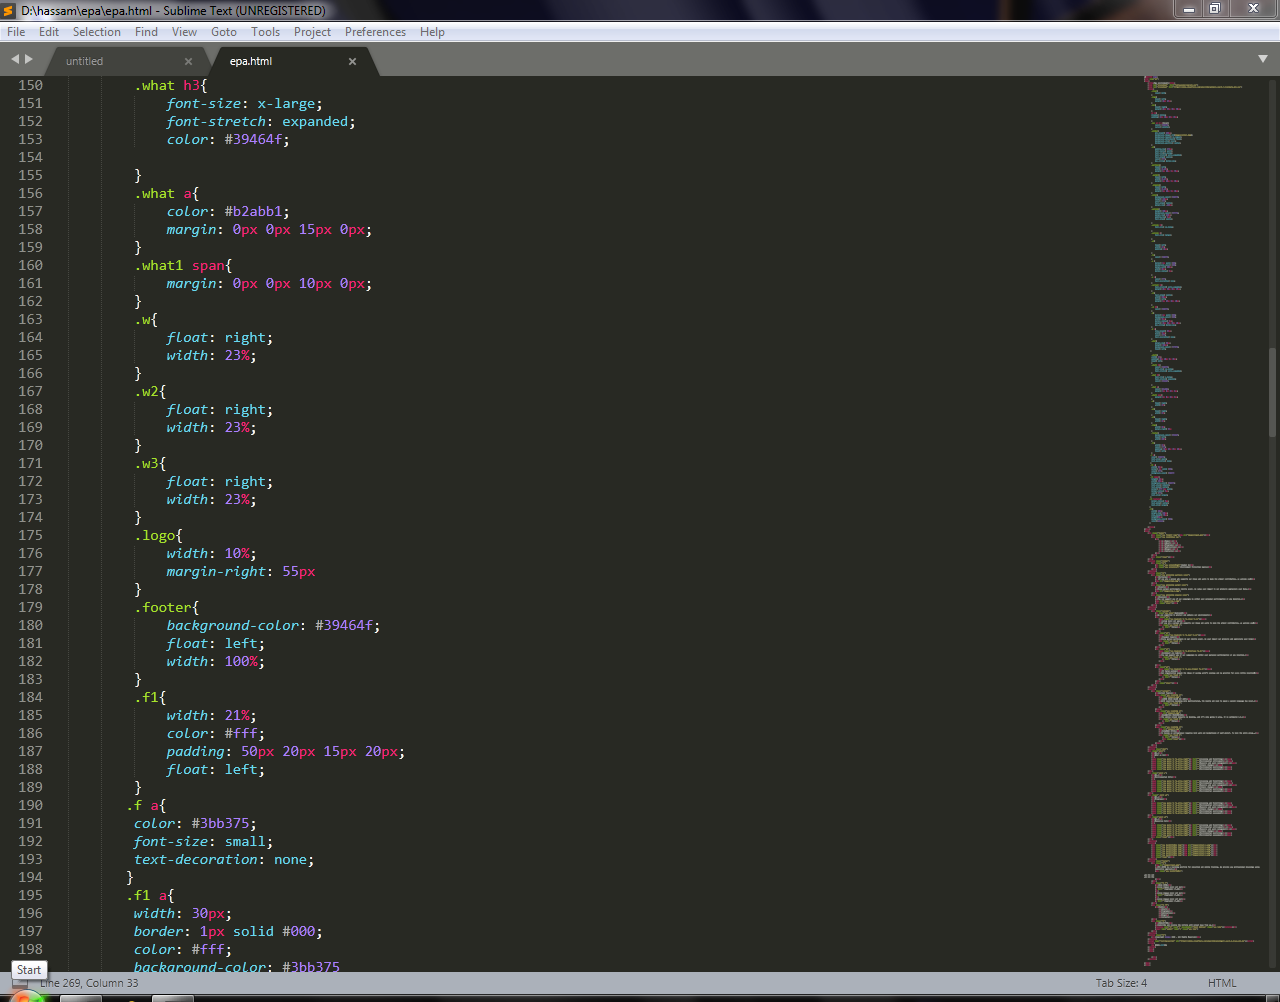 D:\hassam\epa\epa.html - Sublime Text (UNREGISTERED)
File Edit Selection Find View Goto Tools Project Preferences Help
untitled × epa.html ×
150 .what h3{
151 font-size: x-large;
152 font-stretch: expanded;
153 color: #39464f;
154
155 }
156 .what a{
157 color: #b2abb1;
158 margin: 0px 0px 15px 0px;
159 }
160 .what1 span{
161 margin: 0px 0px 10px 0px;
162 }
163 .w{
164 float: right;
165 width: 23%;
166 }
167 .w2{
168 float: right;
169 width: 23%;
170 }
171 .w3{
172 float: right;
173 width: 23%;
174 }
175 .logo{
176 width: 10%;
177 margin-right: 55px
178 }
179 .footer{
180 background-color: #39464f;
181 float: left;
182 width: 100%;
183 }
184 .f1{
185 width: 21%;
186 color: #fff;
187 padding: 50px 20px 15px 20px;
188 float: left;
189 }
190 .f a{
191 color: #3bb375;
192 font-size: small;
193 text-decoration: none;
194 }
195 .f1 a{
196 width: 30px;
197 border: 1px solid #000;
198 color: #fff;
background-color: #3bb375
Start
Line 269, Column 33 Tab Size: 4 HTML